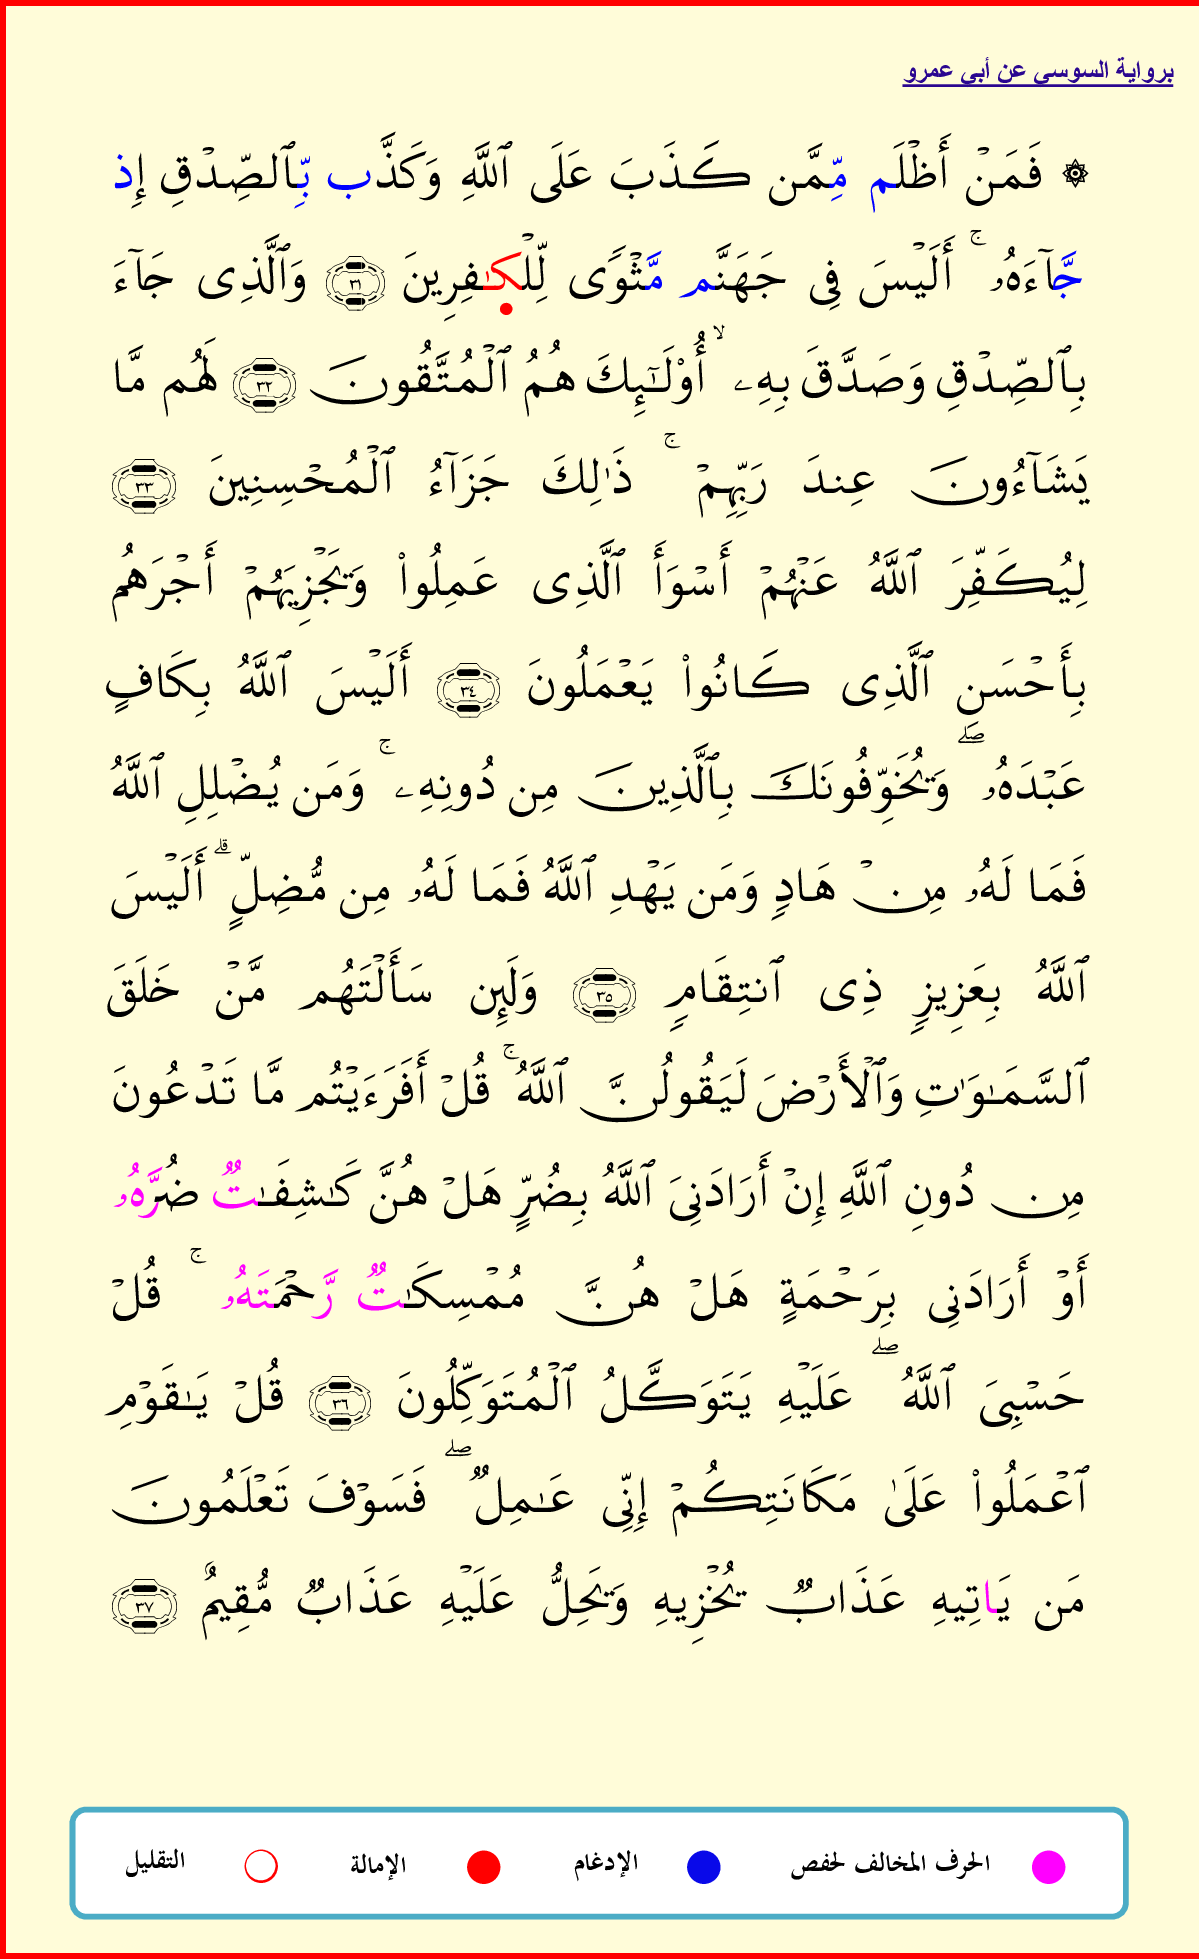 برواية السوسي عن أبي عمرو
۞ فَمَنۡ أَظۡلَم مِّمَّن كَذَبَ عَلَى ٱللَّهِ وَكَذَّب بِّٱلصِّدۡقِ إِذ
جَّآءَهُۥ ۚ أَلَيۡسَ فِي جَهَنَّم مَّثۡوٗى لِّلۡكَٰفِرِينَ ٣١ وَٱلَّذِي جَآءَ
بِٱلصِّدۡقِ وَصَدَّقَ بِهِۦ ۙ أُوْلَٰٓئِكَ هُمُ ٱلۡمُتَّقُونَ ٣٢ لَهُم مَّا
يَشَآءُونَ عِندَ رَبِّهِمۡ ۚ ذَٰلِكَ جَزَآءُ ٱلۡمُحۡسِنِينَ ٣٣
لِيُكَفِّرَ ٱللَّهُ عَنۡهُمۡ أَسۡوَأَ ٱلَّذِي عَمِلُواْ وَيَجۡزِيَهُمۡ أَجۡرَهُم
بِأَحۡسَنِ ٱلَّذِي كَانُواْ يَعۡمَلُونَ ٣٤ أَلَيۡسَ ٱللَّهُ بِكَافٍ
عَبۡدَهُۥ ۖ وَيُخَوِّفُونَكَ بِٱلَّذِينَ مِن دُونِهِۦ ۚ وَمَن يُضۡلِلِ ٱللَّهُ
فَمَا لَهُۥ مِنۡ هَادٖ وَمَن يَهۡدِ ٱللَّهُ فَمَا لَهُۥ مِن مُّضِلٍّ ۗ أَلَيۡسَ
ٱللَّهُ بِعَزِيزٖ ذِي ٱنتِقَامٖ ٣٥ وَلَئِن سَأَلۡتَهُم مَّنۡ خَلَقَ
ٱلسَّمَٰوَٰتِ وَٱلۡأَرۡضَ لَيَقُولُنَّ ٱللَّهُ ۚ قُلۡ أَفَرَءَيۡتُم مَّا تَدۡعُونَ
مِن دُونِ ٱللَّهِ إِنۡ أَرَادَنِيَ ٱللَّهُ بِضُرٍّ هَلۡ هُنَّ كَٰشِفَٰتٞ ضُرَّهُۥ
أَوۡ أَرَادَنِي بِرَحۡمَةٍ هَلۡ هُنَّ مُمۡسِكَٰتٞ رَّحۡمَتَهُۥ ۚ قُلۡ
حَسۡبِيَ ٱللَّهُ ۖ عَلَيۡهِ يَتَوَكَّلُ ٱلۡمُتَوَكِّلُونَ ٣٦ قُلۡ يَٰقَوۡمِ
ٱعۡمَلُواْ عَلَىٰ مَكَانَتِكُمۡ إِنِّي عَٰمِلٞ ۖ فَسَوۡفَ تَعۡلَمُونَ
مَن يَاتِيهِ عَذَابٞ يُخۡزِيهِ وَيَحِلُّ عَلَيۡهِ عَذَابٞ مُّقِيمٌ ٣٧
الحرف المخالف لحفص الإدغام الإمالة التقليل